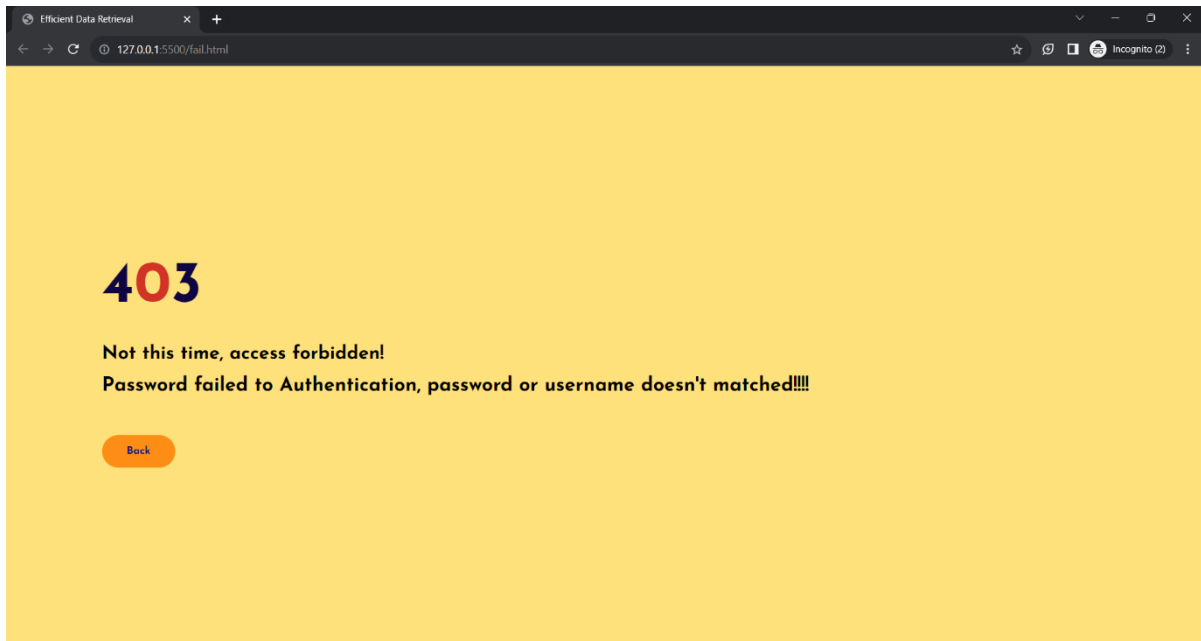 Efficient Data Retrieval
127.0.0.1:5500/fail.html
Incognito (2)
403
Not this time, access forbidden!
Password failed to Authentication, password or username doesn't matched!!!!
Back